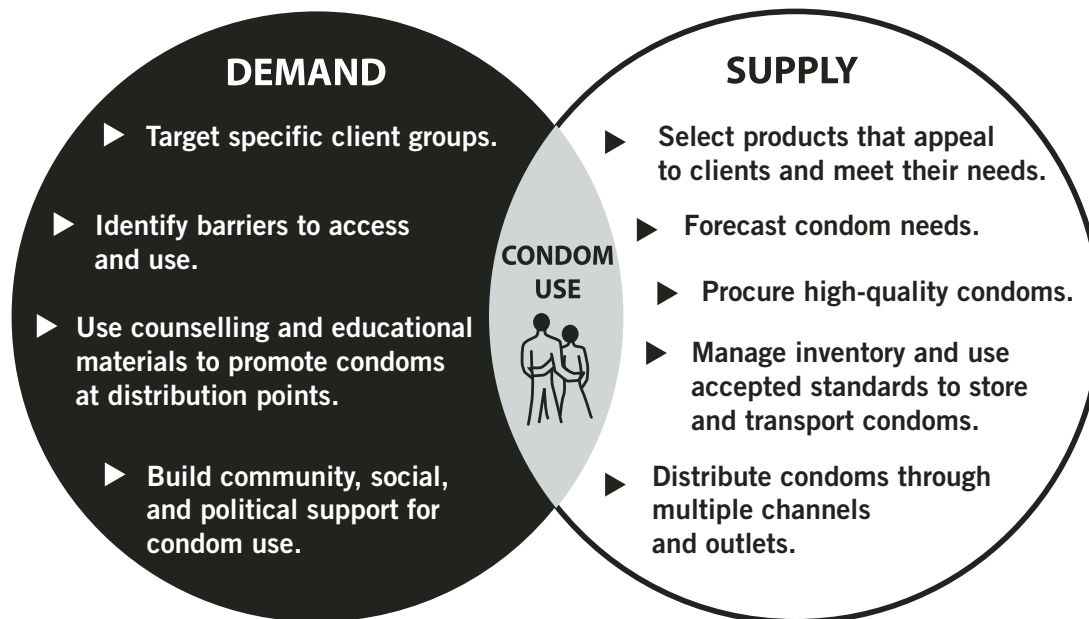 DEMAND
► Target specific client groups.
► Identify barriers to access
and use.
► Use counselling and educational
materials to promote condoms
at distribution points.
► Build community, social,
and political support for
condom use.
CONDOM
USE
SUPPLY
► Select products that appeal
to clients and meet their needs.
► Forecast condom needs.
► Procure high-quality condoms.
► Manage inventory and use
accepted standards to store
and transport condoms.
► Distribute condoms through
multiple channels
and outlets.